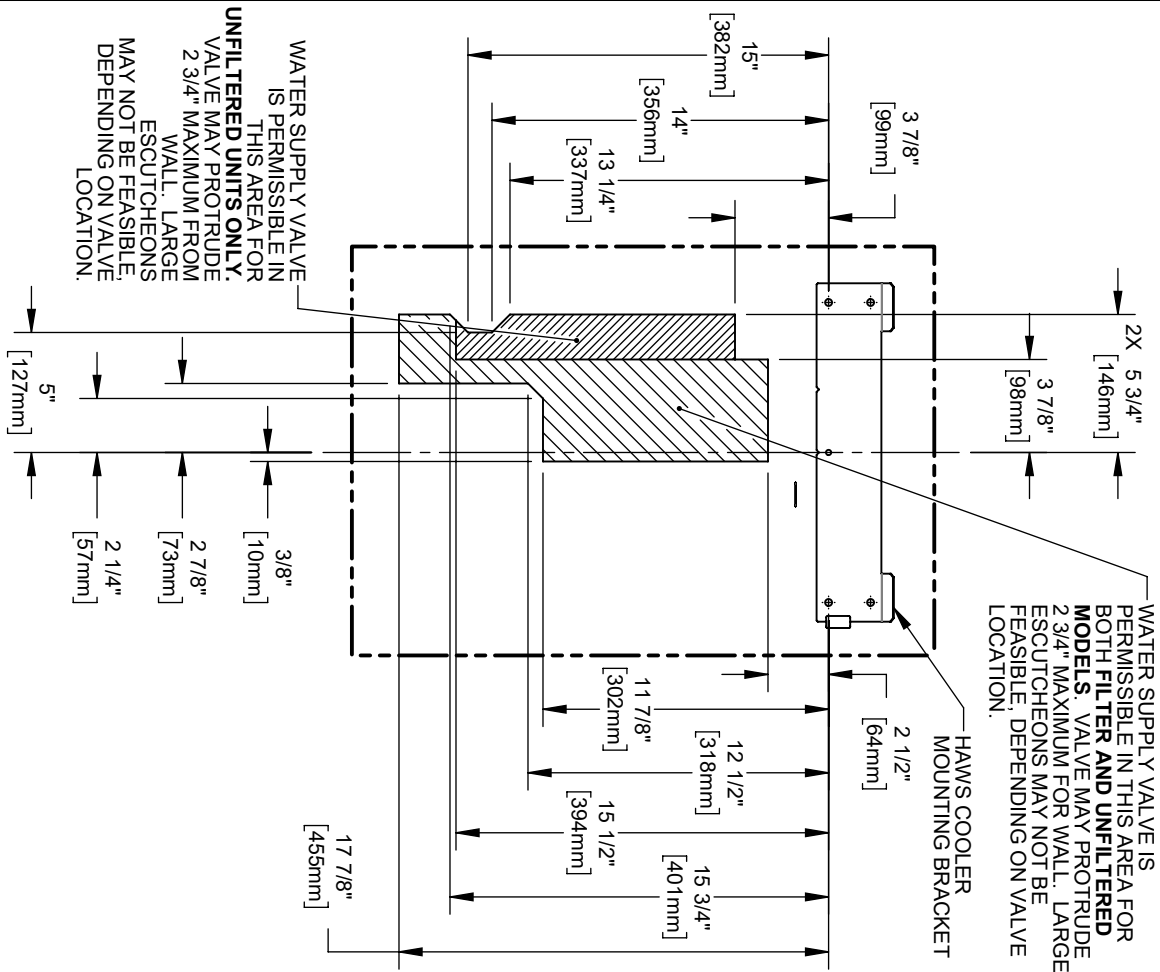 WATER SUPPLY VALVE IS
PERMISSIBLE IN THIS AREA FOR
BOTH FILTER AND UNFILTERED
MODELS. VALVE MAY PROTRUDE
2 3/4" MAXIMUM FOR WALL. LARGE
ESCUTCHEONS MAY NOT BE
FEASIBLE, DEPENDING ON VALVE
LOCATION.
HAWS COOLER
MOUNTING BRACKET
2X 5 3/4"
[146mm]
3 7/8"
[98mm]
3 7/8"
[99mm]
15"
[382mm]
14"
[356mm]
13 1/4"
[337mm]
2 1/2"
[64mm]
11 7/8"
[302mm]
12 1/2"
[318mm]
15 1/2"
[394mm]
15 3/4"
[401mm]
17 7/8"
[455mm]
WATER SUPPLY VALVE
IS PERMISSIBLE IN
THIS AREA FOR
UNFILTERED UNITS ONLY.
VALVE MAY PROTRUDE
2 3/4" MAXIMUM FROM
WALL. LARGE
ESCUTCHEONS
MAY NOT BE FEASIBLE,
DEPENDING ON VALVE
LOCATION.
3/8"
[10mm]
2 7/8"
[73mm]
2 1/4"
[57mm]
5"
[127mm]